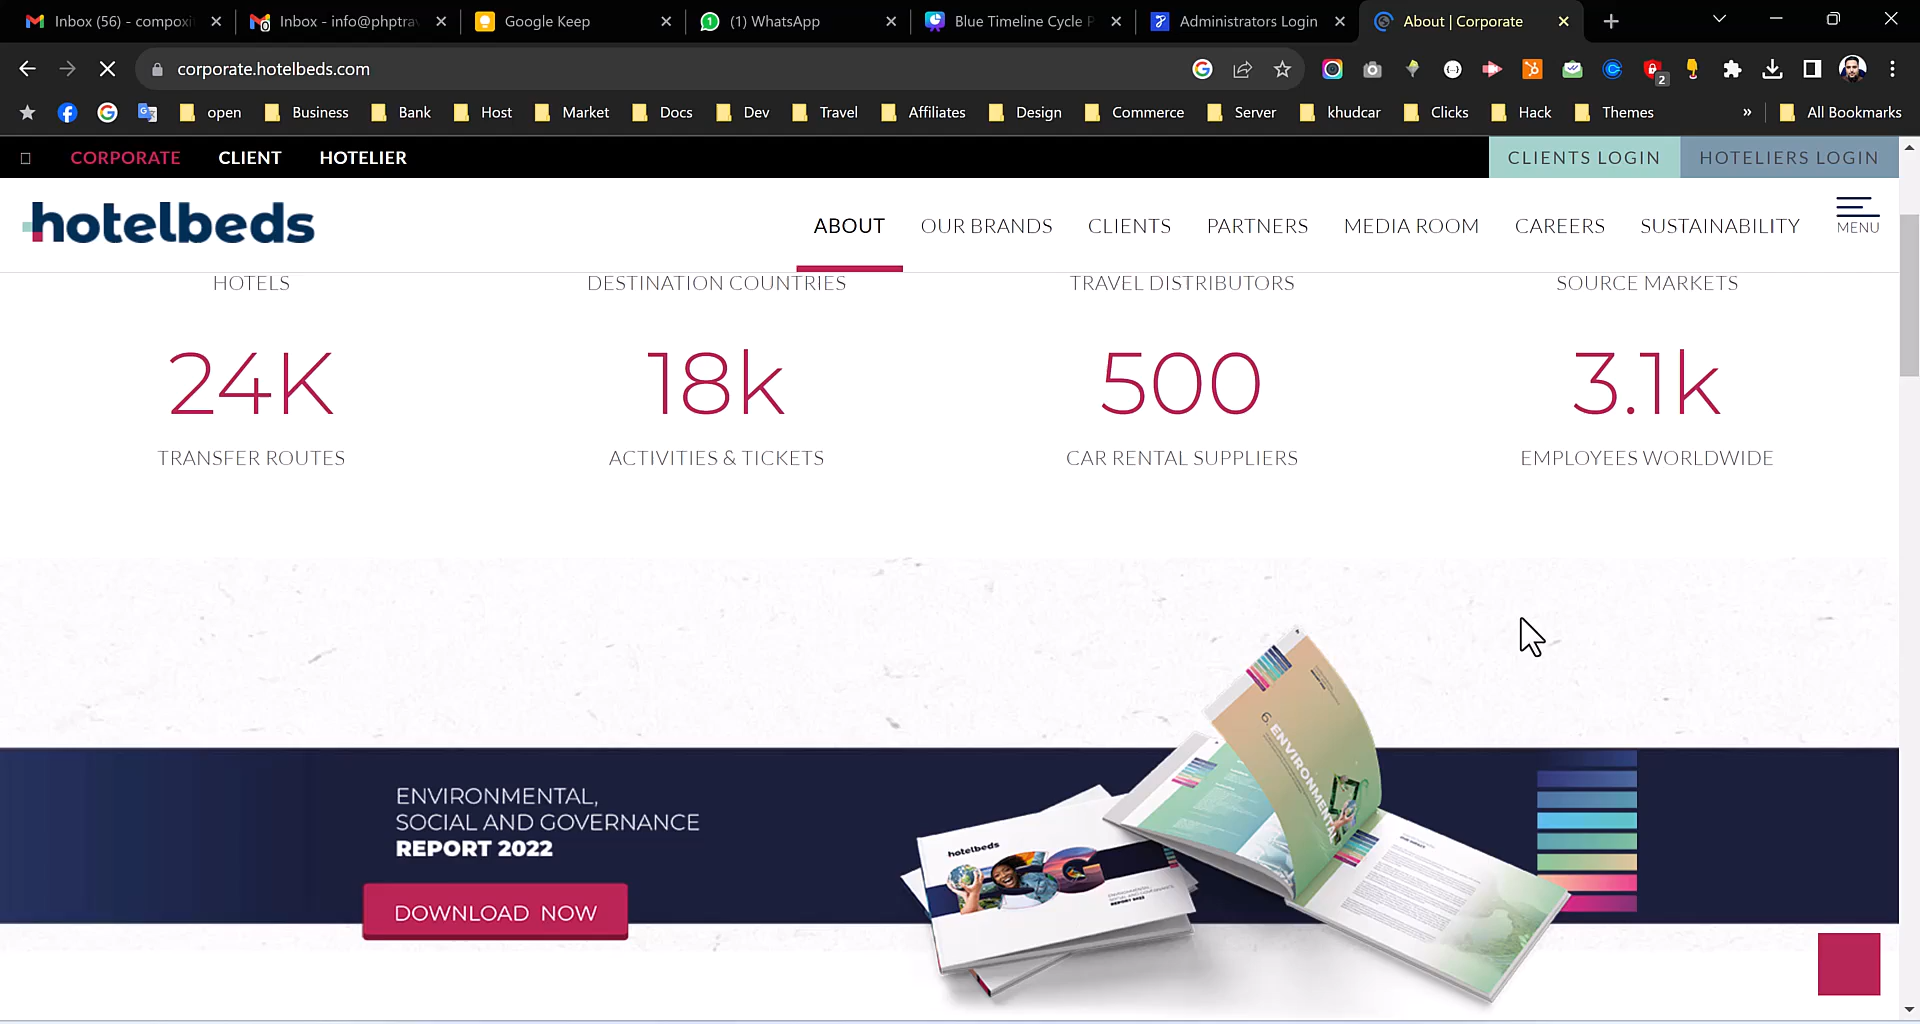 Inbox (56) - compoxit
Inbox - info@phptrav
Google Keep
(1) WhatsApp
Blue Timeline Cycle P
Administrators Login
About | Corporate
corporate.hotelbeds.com
2
open
Business
Bank
Host
Market
Docs
Dev
Travel
Affiliates
Design
Commerce
Server
khudcar
Clicks
Hack
Themes
»
All Bookmarks
CORPORATE
CLIENT
HOTELIER
CLIENTS LOGIN
HOTELIERS LOGIN
hotelbeds
ABOUT
OUR BRANDS
CLIENTS
PARTNERS
MEDIA ROOM
CAREERS
SUSTAINABILITY
MENU
HOTELS
DESTINATION COUNTRIES
TRAVEL DISTRIBUTORS
SOURCE MARKETS
24K
18k
500
3.1k
TRANSFER ROUTES
ACTIVITIES & TICKETS
CAR RENTAL SUPPLIERS
EMPLOYEES WORLDWIDE
ENVIRONMENTAL,
SOCIAL AND GOVERNANCE
REPORT 2022
DOWNLOAD NOW
6. ENVIRONMENTAL
hotelbeds